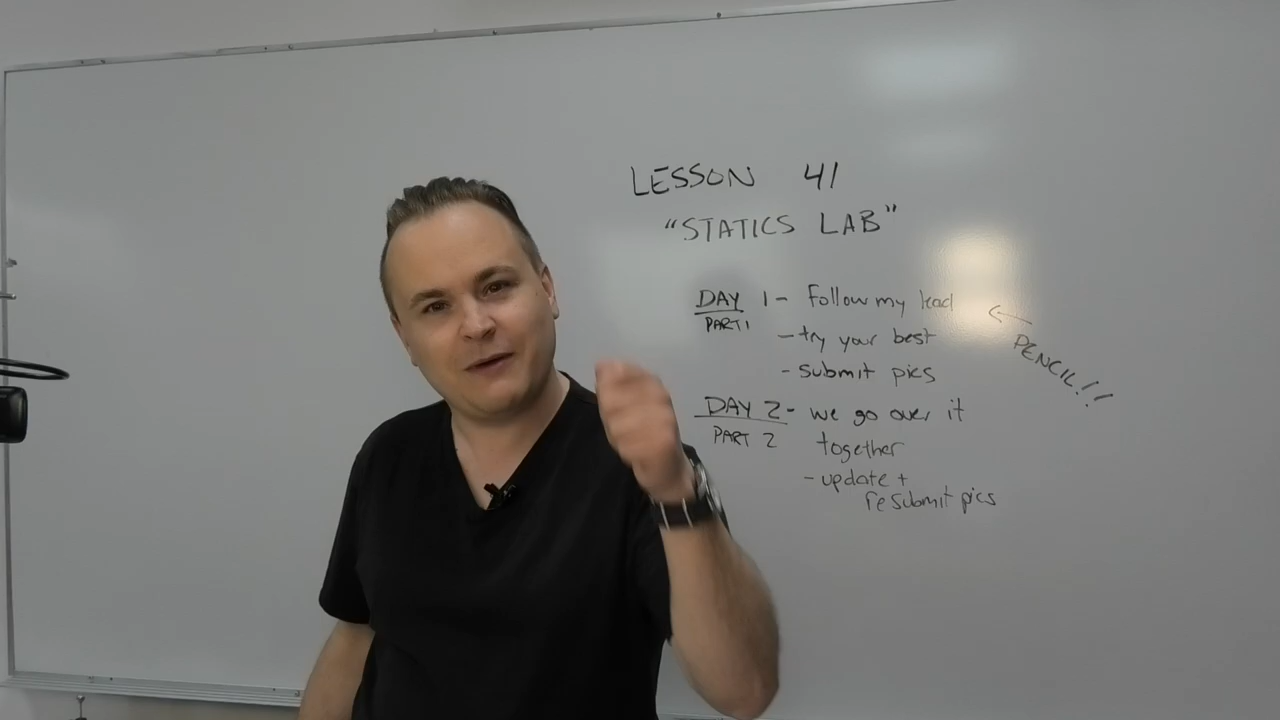 LESSON 41
"STATICS LAB"
DAY 1 - Follow my lead
PART 1
- try your best
- submit pics
PENCIL!!
DAY 2 - we go over it
PART 2 together
- update +
resubmit pics